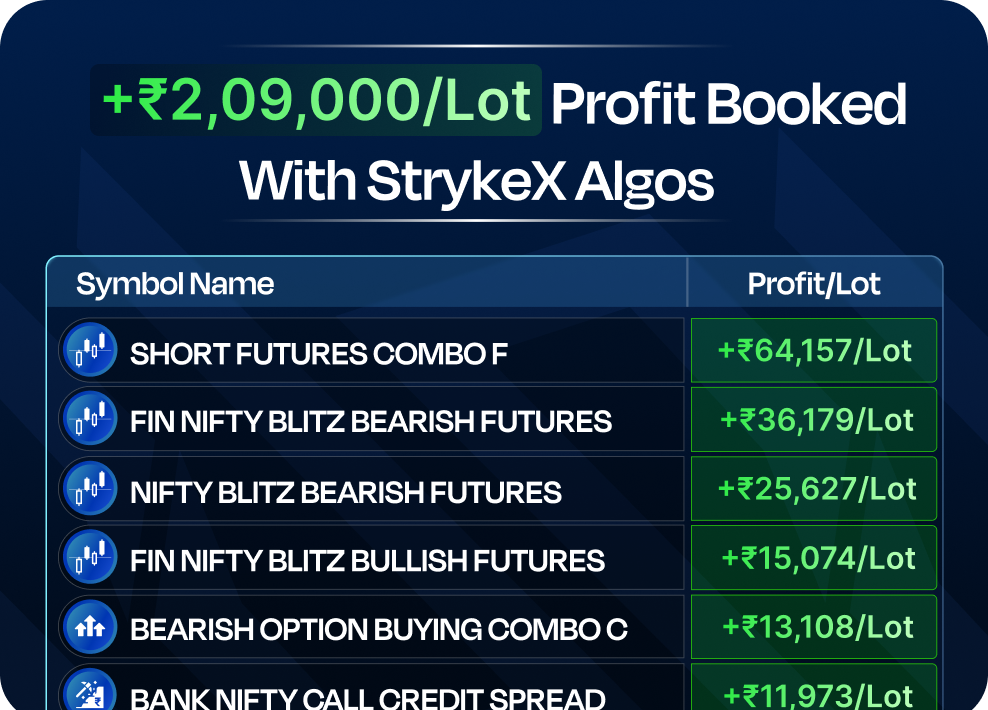 +₹2,09,000/Lot Profit Booked
With StrykeX Algos
Symbol Name Profit/Lot
SHORT FUTURES COMBO F +₹64,157/Lot
FIN NIFTY BLITZ BEARISH FUTURES +₹36,179/Lot
NIFTY BLITZ BEARISH FUTURES +₹25,627/Lot
FIN NIFTY BLITZ BULLISH FUTURES +₹15,074/Lot
BEARISH OPTION BUYING COMBO C +₹13,108/Lot
BANK NIFTY CALL CREDIT SPREAD +₹11,973/Lot